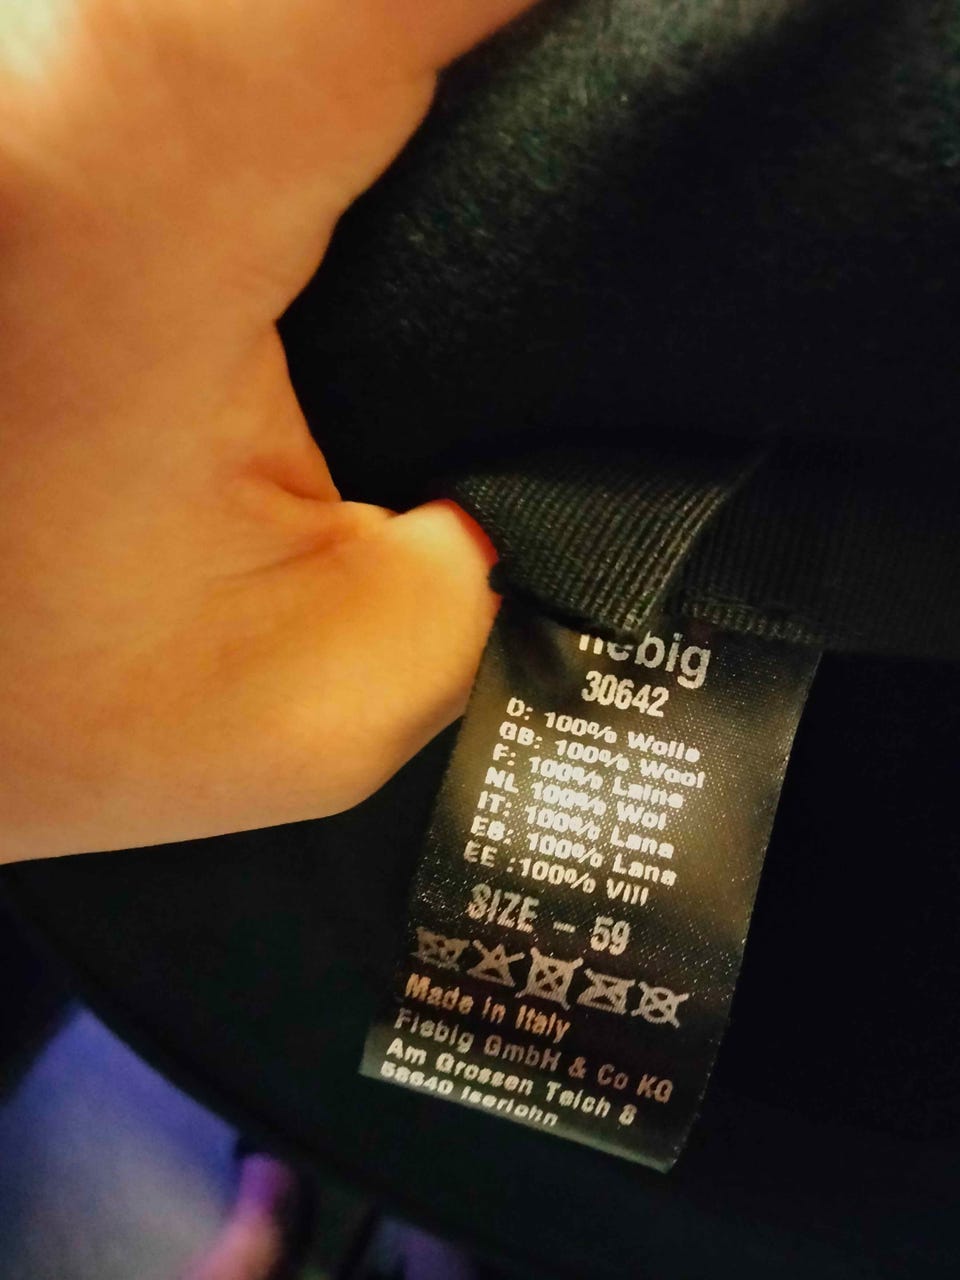 fiebig
30642
D: 100% Wolle
GB: 100% Wool
F: 100% Laine
NL 100% Wol
IT: 100% Lana
ES: 100% Lana
EE :100% Vill
SIZE - 59
Made in Italy
Fiebig GmbH & Co KG
Am Grossen Teich 8
58640 Iserlohn